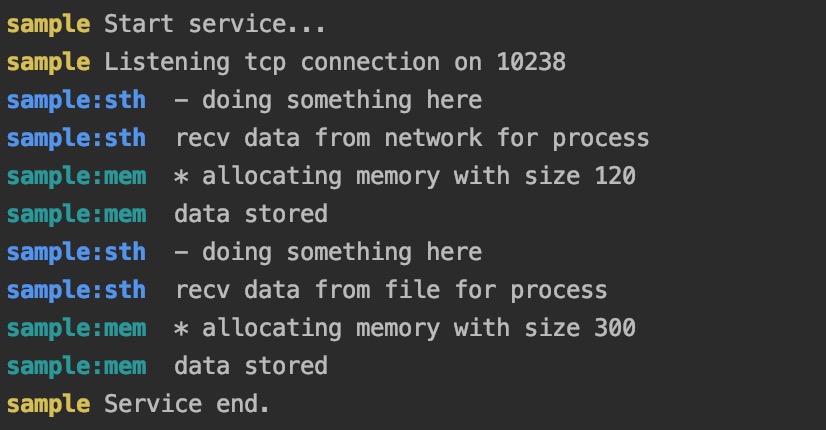 sample Start service...
sample Listening tcp connection on 10238
sample:sth  - doing something here
sample:sth  recv data from network for process
sample:mem  * allocating memory with size 120
sample:mem  data stored
sample:sth  - doing something here
sample:sth  recv data from file for process
sample:mem  * allocating memory with size 300
sample:mem  data stored
sample Service end.